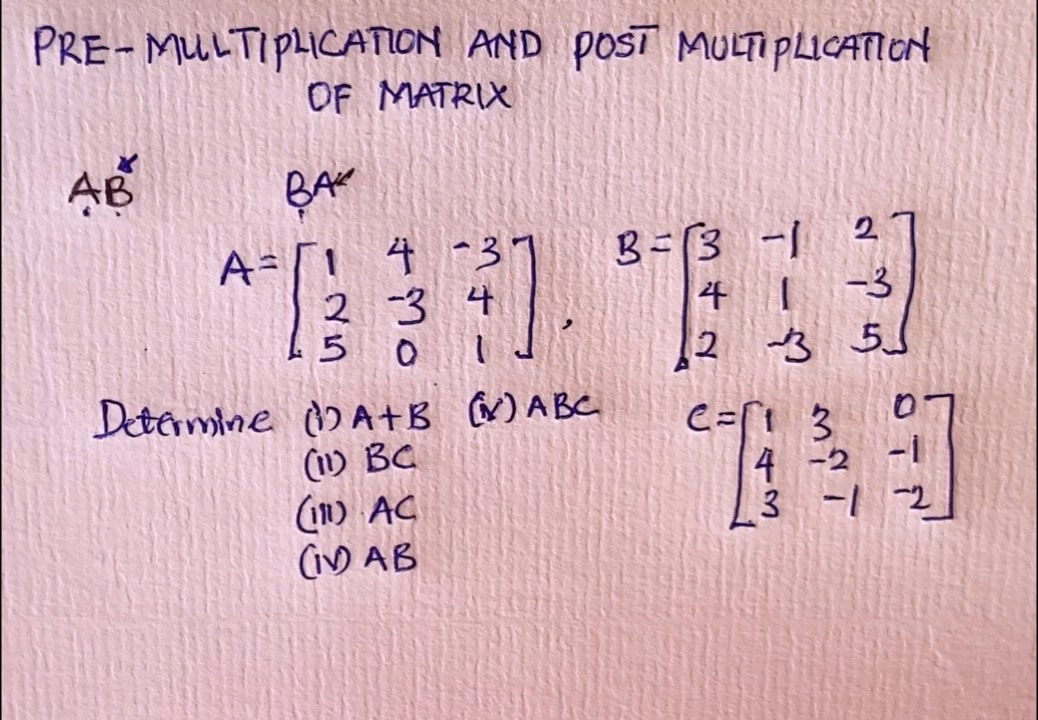 PRE-MULTIPLICATION AND POST MULTIPLICATION
OF MATRIX
AB BA
A = [1 4 -3
2 -3 4
5 0 1],
B = [3 -1 2
4 1 -3
2 -3 5]
Determine (i) A+B (v) ABC
(ii) BC
(iii) AC
(iv) AB
C = [1 3 0
4 -2 -1
3 -1 -2]